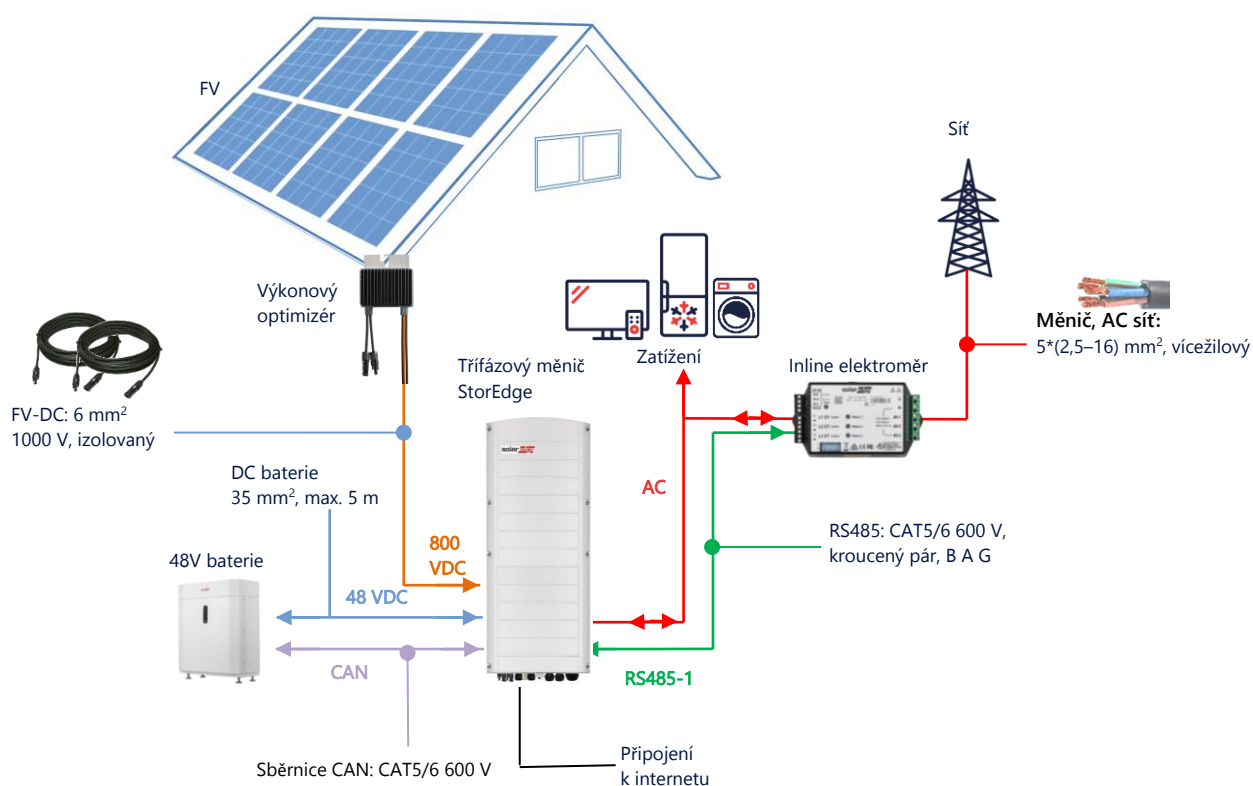 FV
Síť
Výkonový
optimizér
Měnič, AC síť:
5*(2,5–16) mm², vícežilový
Zatížení
Inline elektroměr
Třífázový měnič
StorEdge
FV-DC: 6 mm²
1000 V, izolovaný
solaredge
DC baterie
35 mm², max. 5 m
AC
RS485: CAT5/6 600 V,
kroucený pár, B A G
800
VDC
48V baterie
48 VDC
CAN
RS485-1
Sběrnice CAN: CAT5/6 600 V
Připojení
k internetu